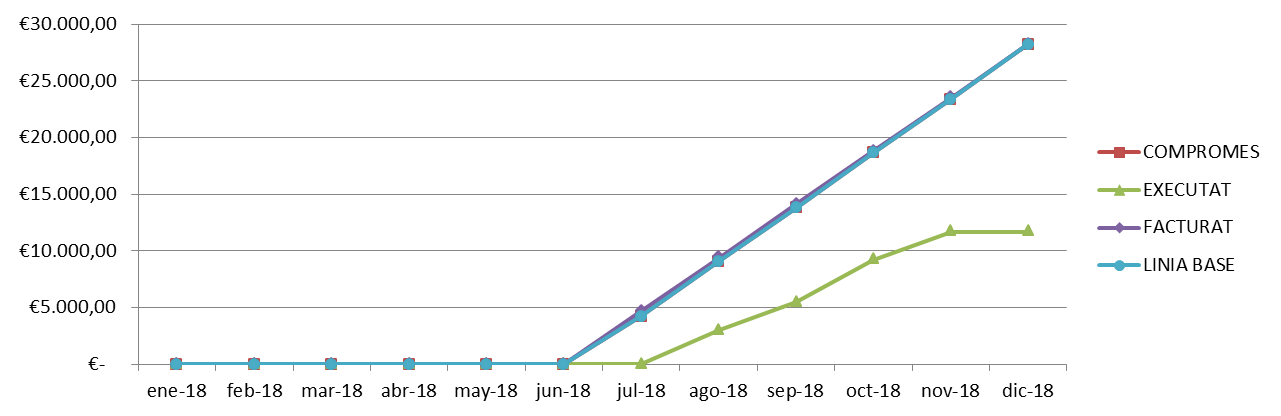 €30.000,00
€25.000,00
€20.000,00
€15.000,00
€10.000,00
€5.000,00
€-
ene-18 feb-18 mar-18 abr-18 may-18 jun-18 jul-18 ago-18 sep-18 oct-18 nov-18 dic-18
COMPROMES
EXECUTAT
FACTURAT
LINIA BASE